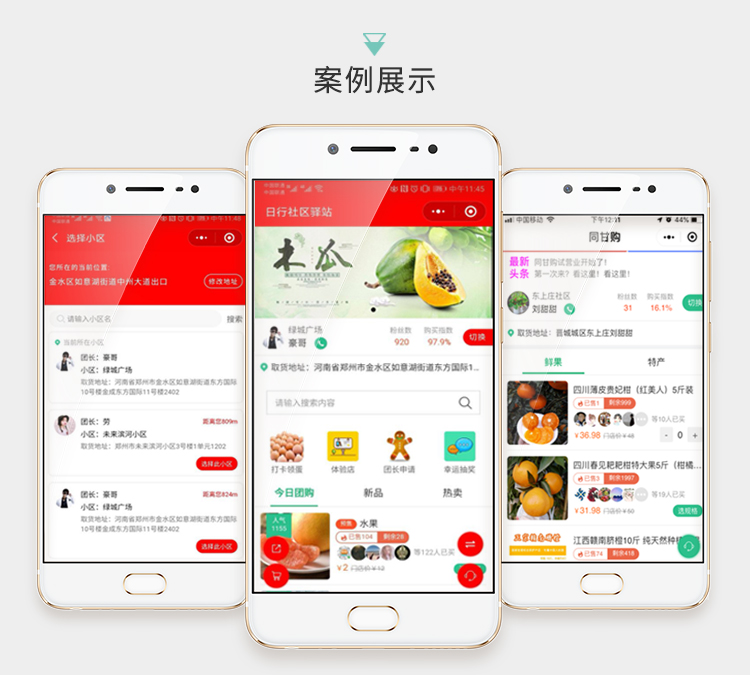 案例展示
中午11:48
选择小区
您所在的当前位置
金水区如意湖街道中州大道出口
修改地址
请输入小区名
搜索
当前所在小区
团长：豪哥
小区：绿城广场
取货地址：河南省郑州市金水区如意湖街道东方国际
10号楼金成东方国际11号楼2402
团长：劳
距离您809m
小区：未来滨河小区
取货地址：郑州市未来滨河小区3号楼1单元1202
选择此小区
团长：豪哥
距离您824m
小区：绿城广场
取货地址：河南省郑州市金水区如意湖街道东方国际
10号楼金成东方国际11号楼2402
选择此小区
中午11:45
日行社区驿站
木瓜
绿城广场
豪哥
粉丝数
920
购买指数
97.9%
切换
取货地址：河南省郑州市金水区如意湖街道东方国际1...
请输入搜索内容
打卡领蛋
体验店
团长申请
幸运抽奖
今日团购
新品
热卖
人气
1155
预售
水果
已售104
剩余26
等122人已买
¥2
门店价¥12
中国移动
下午12:31
44%
同甘购
最新
头条
同甘购试营业开始了!
第一次来? 看这里! 看这里!
东上庄社区
刘甜甜
粉丝数
31
购买指数
16.1%
切换
取货地址：晋城城区东上庄刘甜甜
鲜果
特产
四川薄皮贵妃柑（红美人）5斤装
已售1
剩余999
等10人已买
¥36.98
门店价¥48
- 0 +
四川春见耙耙柑特大果5斤（柑橘...
已售3
剩余1997
等19人已买
¥31.98
门店价¥50
选规格
江西赣南脐橙10斤 纯天然种植
已售74
剩余418